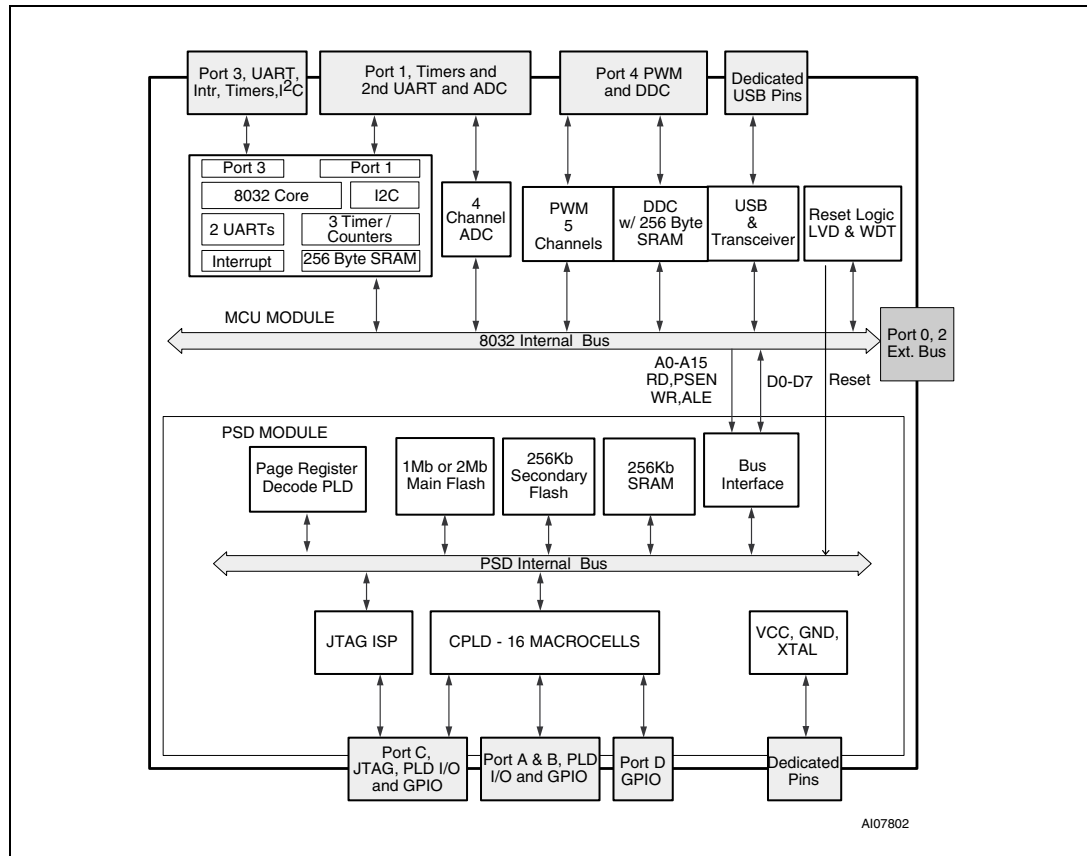 Port 3, UART,
Intr, Timers,I2C
Port 1, Timers and
2nd UART and ADC
Port 4 PWM
and DDC
Dedicated
USB Pins
Port 3
Port 1
8032 Core
I2C
2 UARTs
3 Timer /
Counters
Interrupt
256 Byte SRAM
4
Channel
ADC
PWM
5
Channels
DDC
w/ 256 Byte
SRAM
USB
&
Transceiver
Reset Logic
LVD & WDT
MCU MODULE
8032 Internal Bus
Port 0, 2
Ext. Bus
A0-A15
RD,PSEN
WR,ALE
D0-D7
Reset
PSD MODULE
Page Register
Decode PLD
1Mb or 2Mb
Main Flash
256Kb
Secondary
Flash
256Kb
SRAM
Bus
Interface
PSD Internal Bus
JTAG ISP
CPLD - 16 MACROCELLS
VCC, GND,
XTAL
Port C,
JTAG, PLD I/O
and GPIO
Port A & B, PLD
I/O and GPIO
Port D
GPIO
Dedicated
Pins
AI07802